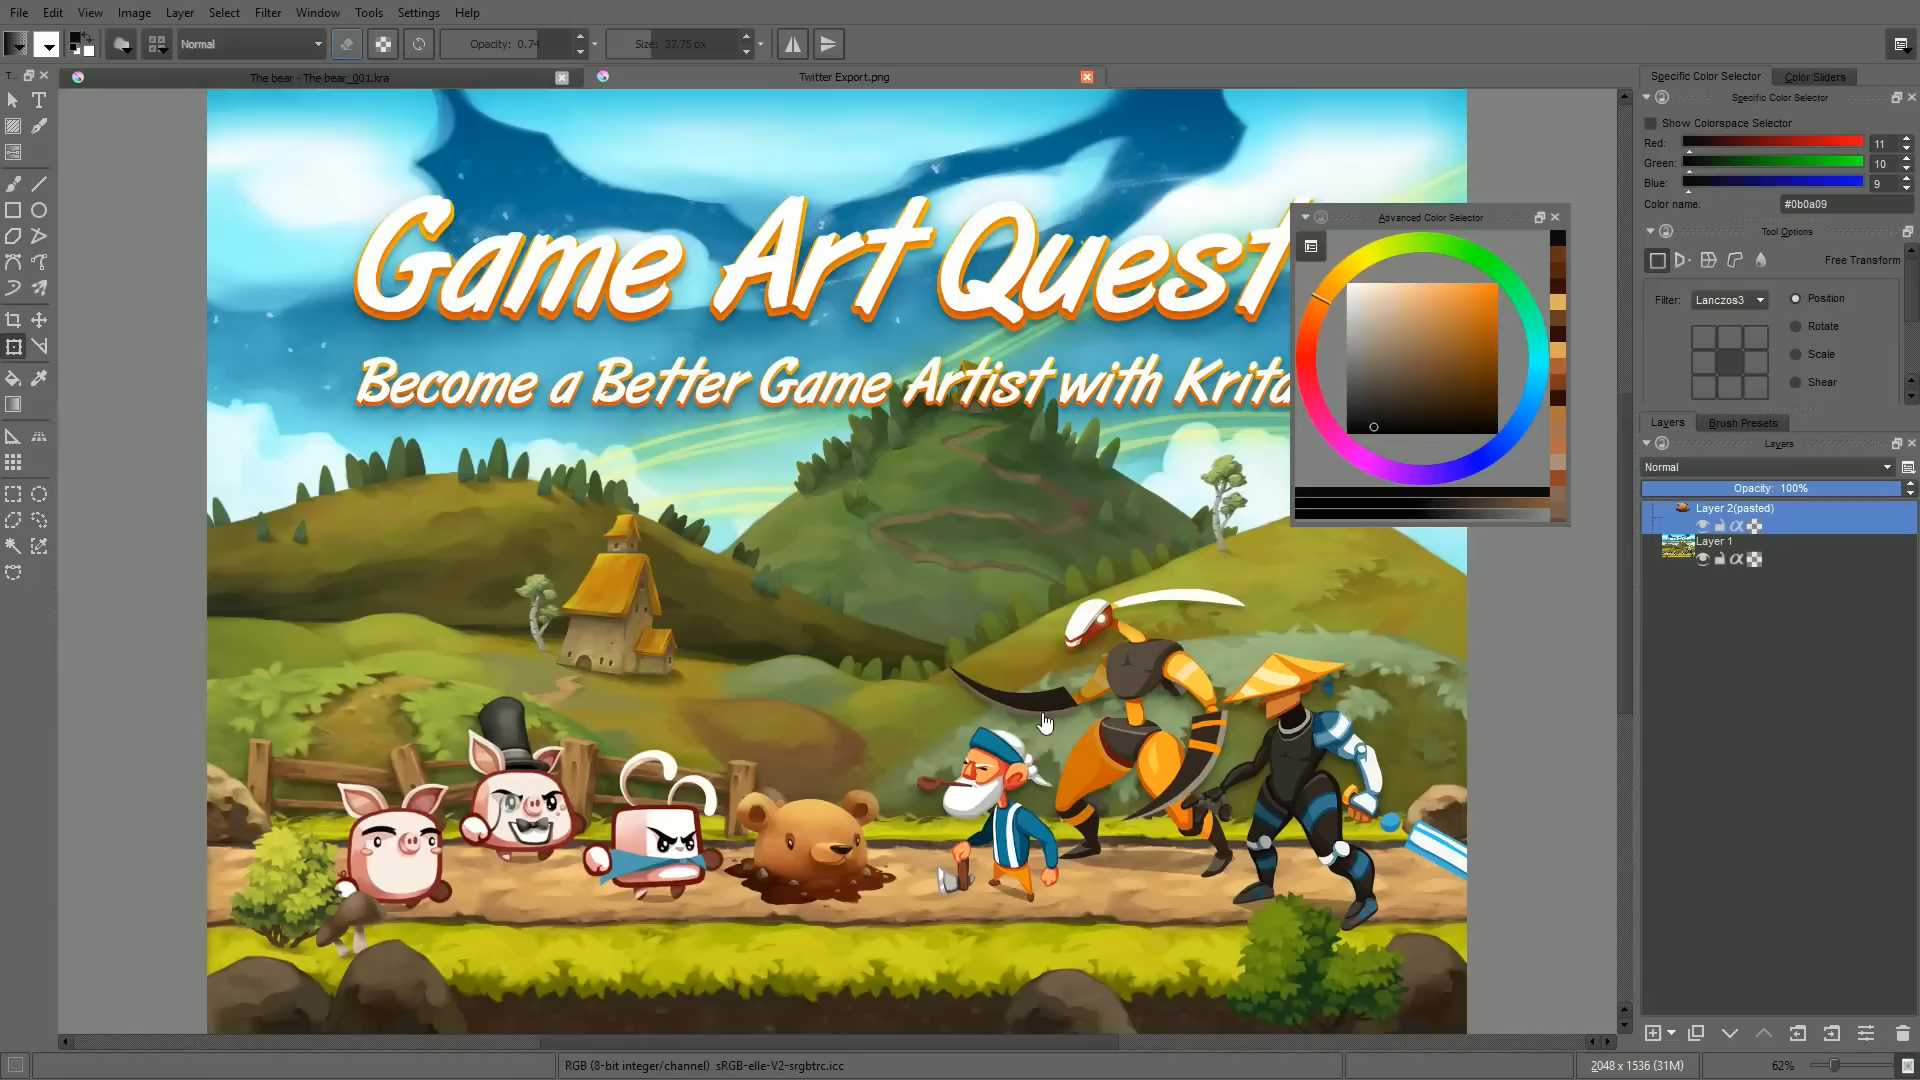 File Edit View Image Layer Select Filter Window Tools Settings Help
Normal
Opacity: 0.74
Size: 37.75 px
T...
The bear - The bear_001.kra
Twitter Export.png
Specific Color Selector
Color Sliders
Specific Color Selector
Show Colorspace Selector
Red: 11
Green: 10
Blue: 9
Color name: #0b0a09
Tool Options
Free Transform
Filter: Lanczos3
Position
Rotate
Scale
Shear
Layers
Brush Presets
Layers
Normal
Opacity: 100%
Layer 2(pasted)
Layer 1
Advanced Color Selector
Game Art Quest
Become a Better Game Artist with Krita
RGB (8-bit integer/channel) sRGB-elle-V2-srgbtrc.icc
2048 x 1536 (31M)
62%